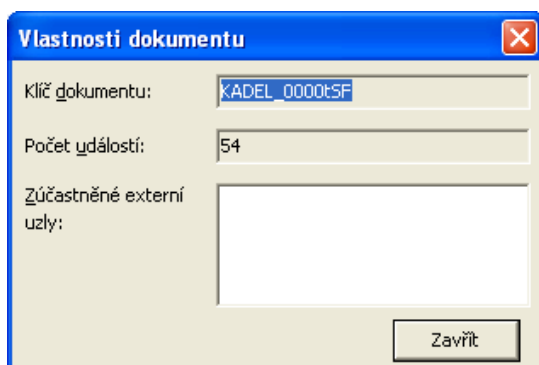 Vlastnosti dokumentu
Klíč dokumentu:
KADEL_0000tSF
Počet událostí:
54
Zúčastněné externí
uzly:
Zavřít